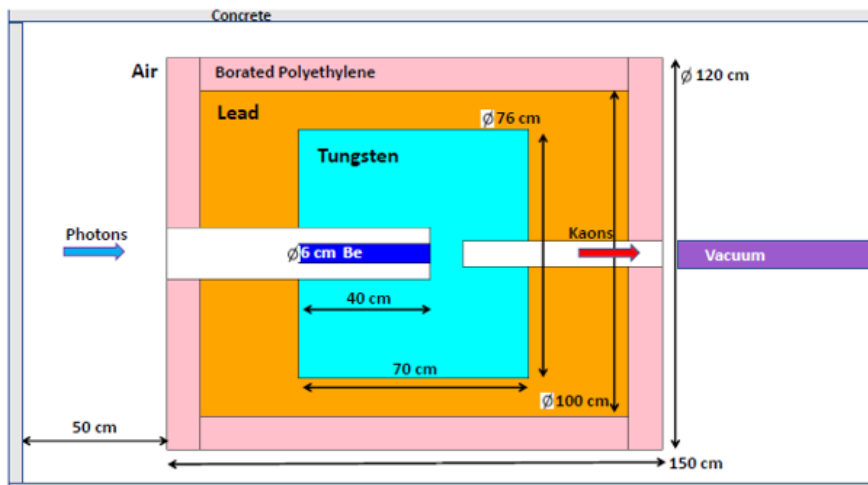 Concrete
Air
Borated Polyethylene
Ø 120 cm
Lead
Ø 76 cm
Tungsten
Photons
Kaons
Ø6 cm Be
Vacuum
40 cm
70 cm
Ø 100 cm
50 cm
150 cm